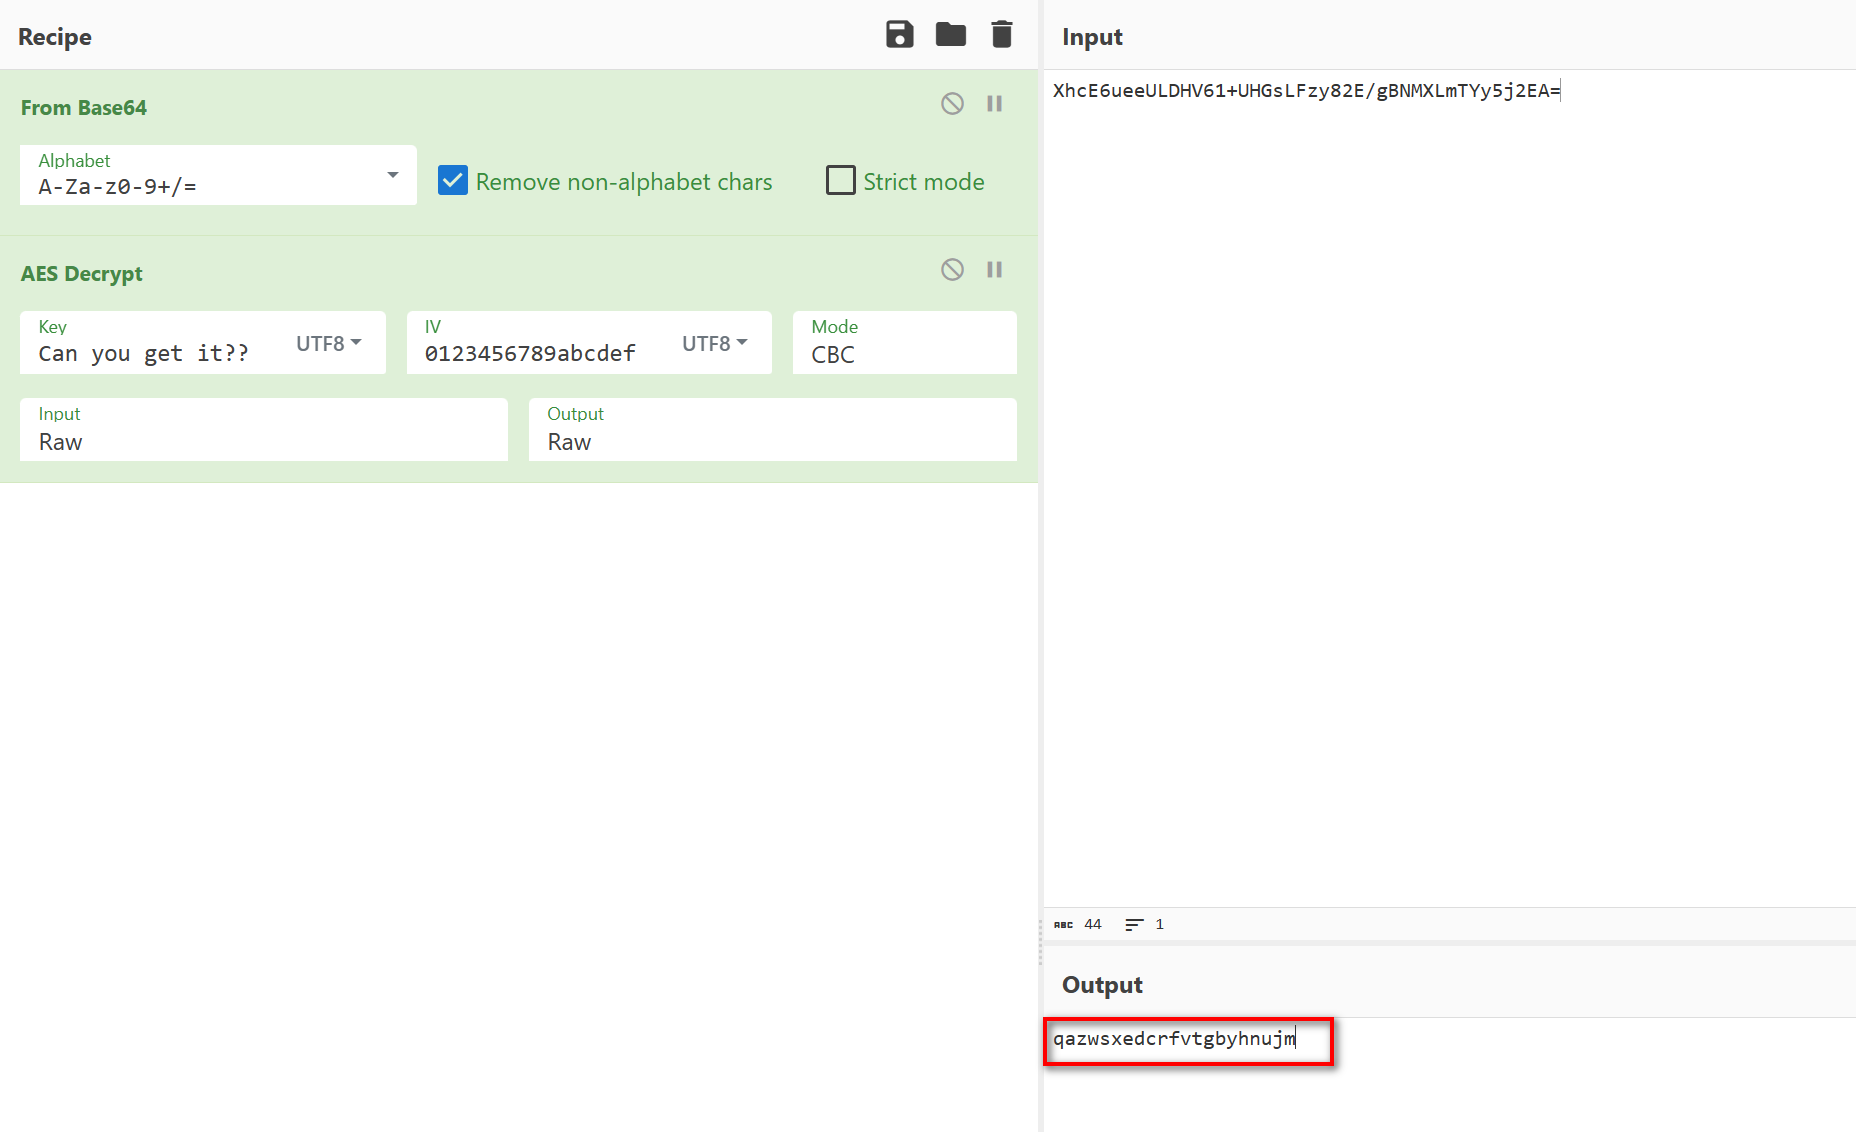 Recipe
From Base64
Alphabet
A-Za-z0-9+/=
Remove non-alphabet chars
Strict mode
AES Decrypt
Key
Can you get it??
UTF8
IV
0123456789abcdef
UTF8
Mode
CBC
Input
Raw
Output
Raw
Input
XhcE6ueeULDHV61+UHGsLFzy82E/gBNMXLmTYy5j2EA=
ABC 44
1
Output
qazwsxedcrfvtgbyhnujm